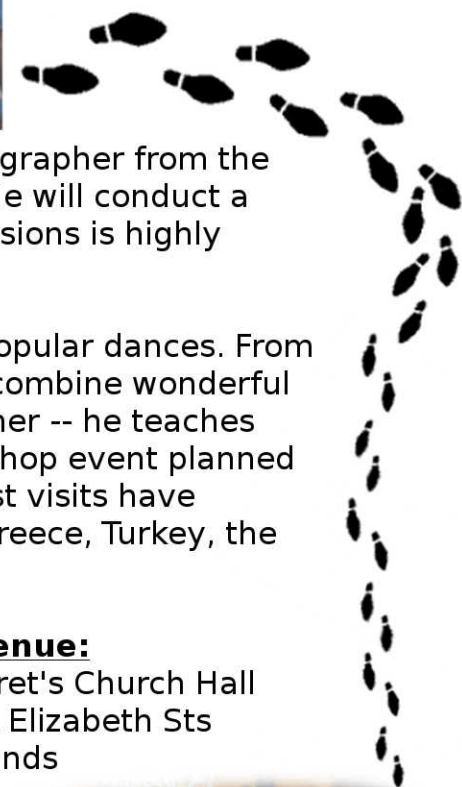 grapher from the
e will conduct a
sions is highly
opular dances. From
combine wonderful
ner -- he teaches
hop event planned
st visits have
reece, Turkey, the
enue:
ret's Church Hall
Elizabeth Sts
nds